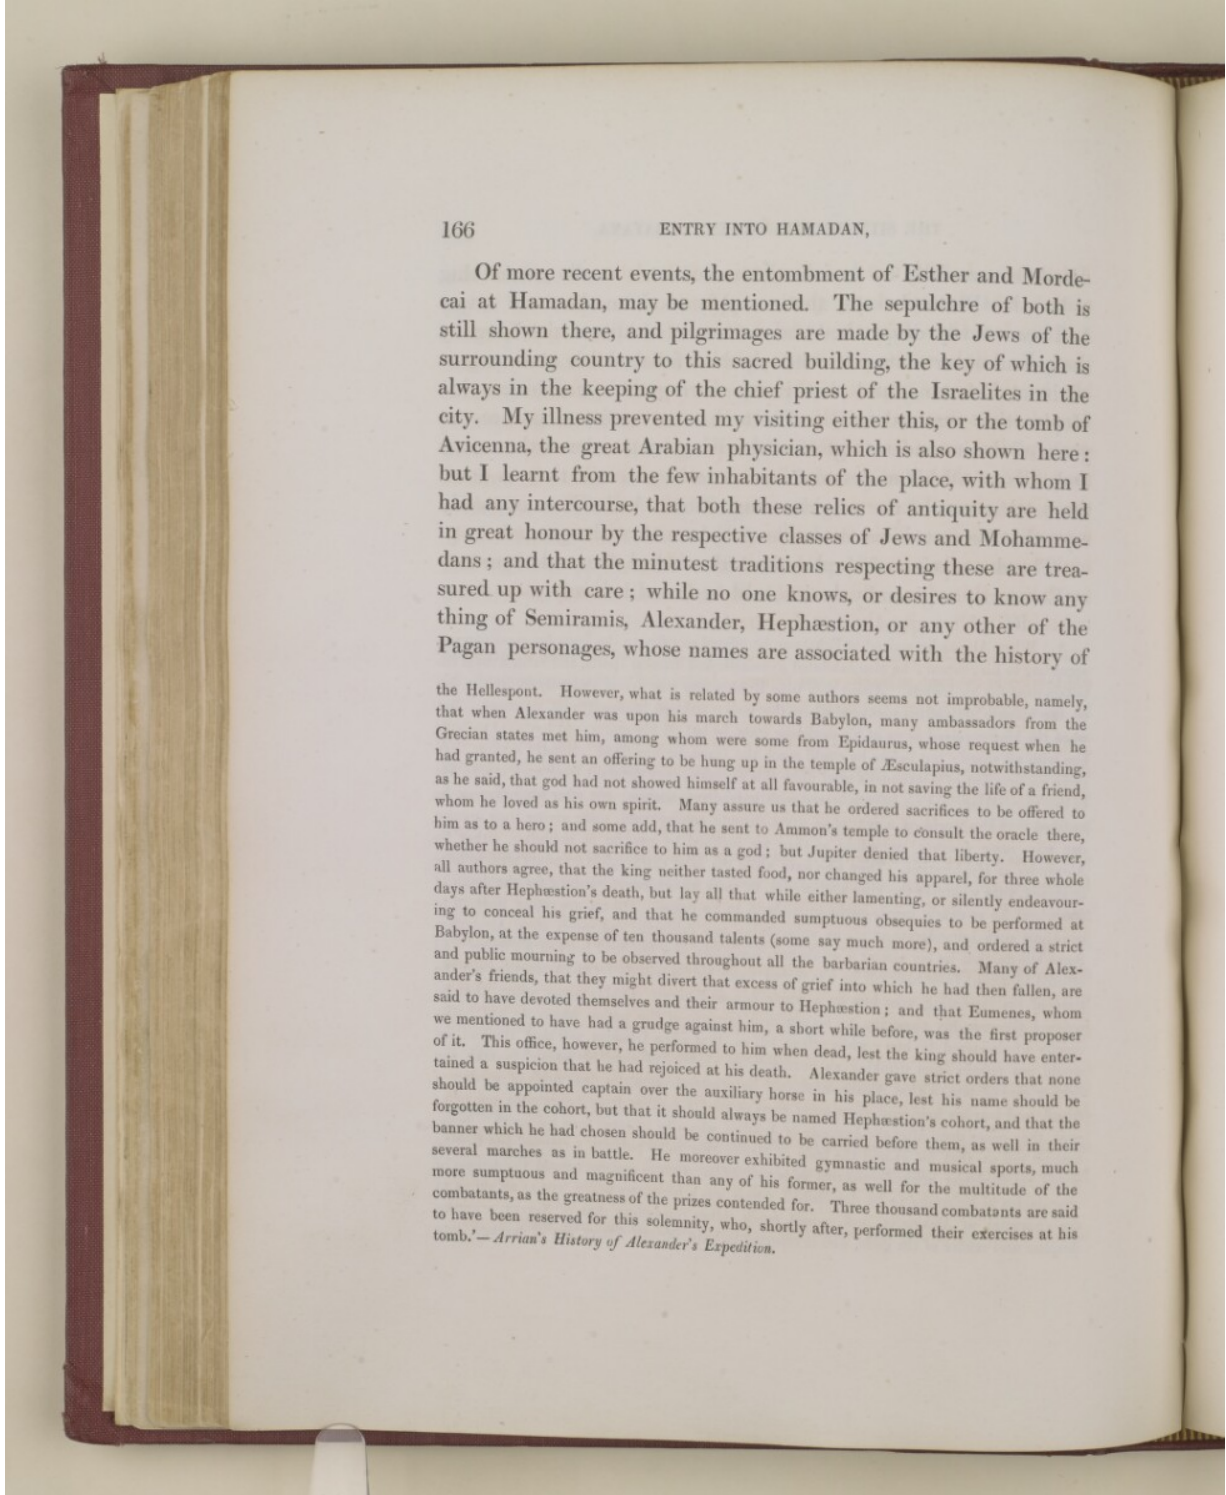 166 ENTRY INTO HAMADAN,
Of more recent events, the entombment of Esther and Morde-
cai at Hamadan, may be mentioned. The sepulchre of both is
still shown there, and pilgrimages are made by the Jews of the
surrounding country to this sacred building, the key of which is
always in the keeping of the chief priest of the Israelites in the
city. My illness prevented my visiting either this, or the tomb of
Avicenna, the great Arabian physician, which is also shown here:
but I learnt from the few inhabitants of the place, with whom I
had any intercourse, that both these relics of antiquity are held
in great honour by the respective classes of Jews and Mohamme-
dans; and that the minutest traditions respecting these are trea-
sured up with care; while no one knows, or desires to know any
thing of Semiramis, Alexander, Hephæstion, or any other of the
Pagan personages, whose names are associated with the history of
the Hellespont. However, what is related by some authors seems not improbable, namely,
that when Alexander was upon his march towards Babylon, many ambassadors from the
Grecian states met him, among whom were some from Epidaurus, whose request when he
had granted, he sent an offering to be hung up in the temple of Æsculapius, notwithstanding,
as he said, that god had not showed himself at all favourable, in not saving the life of a friend,
whom he loved as his own spirit. Many assure us that he ordered sacrifices to be offered to
him as to a hero; and some add, that he sent to Ammon's temple to consult the oracle there,
whether he should not sacrifice to him as a god; but Jupiter denied that liberty. However,
all authors agree, that the king neither tasted food, nor changed his apparel, for three whole
days after Hephæstion's death, but lay all that while either lamenting, or silently endeavour-
ing to conceal his grief, and that he commanded sumptuous obsequies to be performed at
Babylon, at the expense of ten thousand talents (some say much more), and ordered a strict
and public mourning to be observed throughout all the barbarian countries. Many of Alex-
ander's friends, that they might divert that excess of grief into which he had then fallen, are
said to have devoted themselves and their armour to Hephæstion; and that Eumenes, whom
we mentioned to have had a grudge against him, a short while before, was the first proposer
of it. This office, however, he performed to him when dead, lest the king should have enter-
tained a suspicion that he had rejoiced at his death. Alexander gave strict orders that none
should be appointed captain over the auxiliary horse in his place, lest his name should be
forgotten in the cohort, but that it should always be named Hephæstion's cohort, and that the
banner which he had chosen should be continued to be carried before them, as well in their
several marches as in battle. He moreover exhibited gymnastic and musical sports, much
more sumptuous and magnificent than any of his former, as well for the multitude of the
combatants, as the greatness of the prizes contended for. Three thousand combatants are said
to have been reserved for this solemnity, who, shortly after, performed their exercises at his
tomb.'—Arrian's History of Alexander's Expedition.